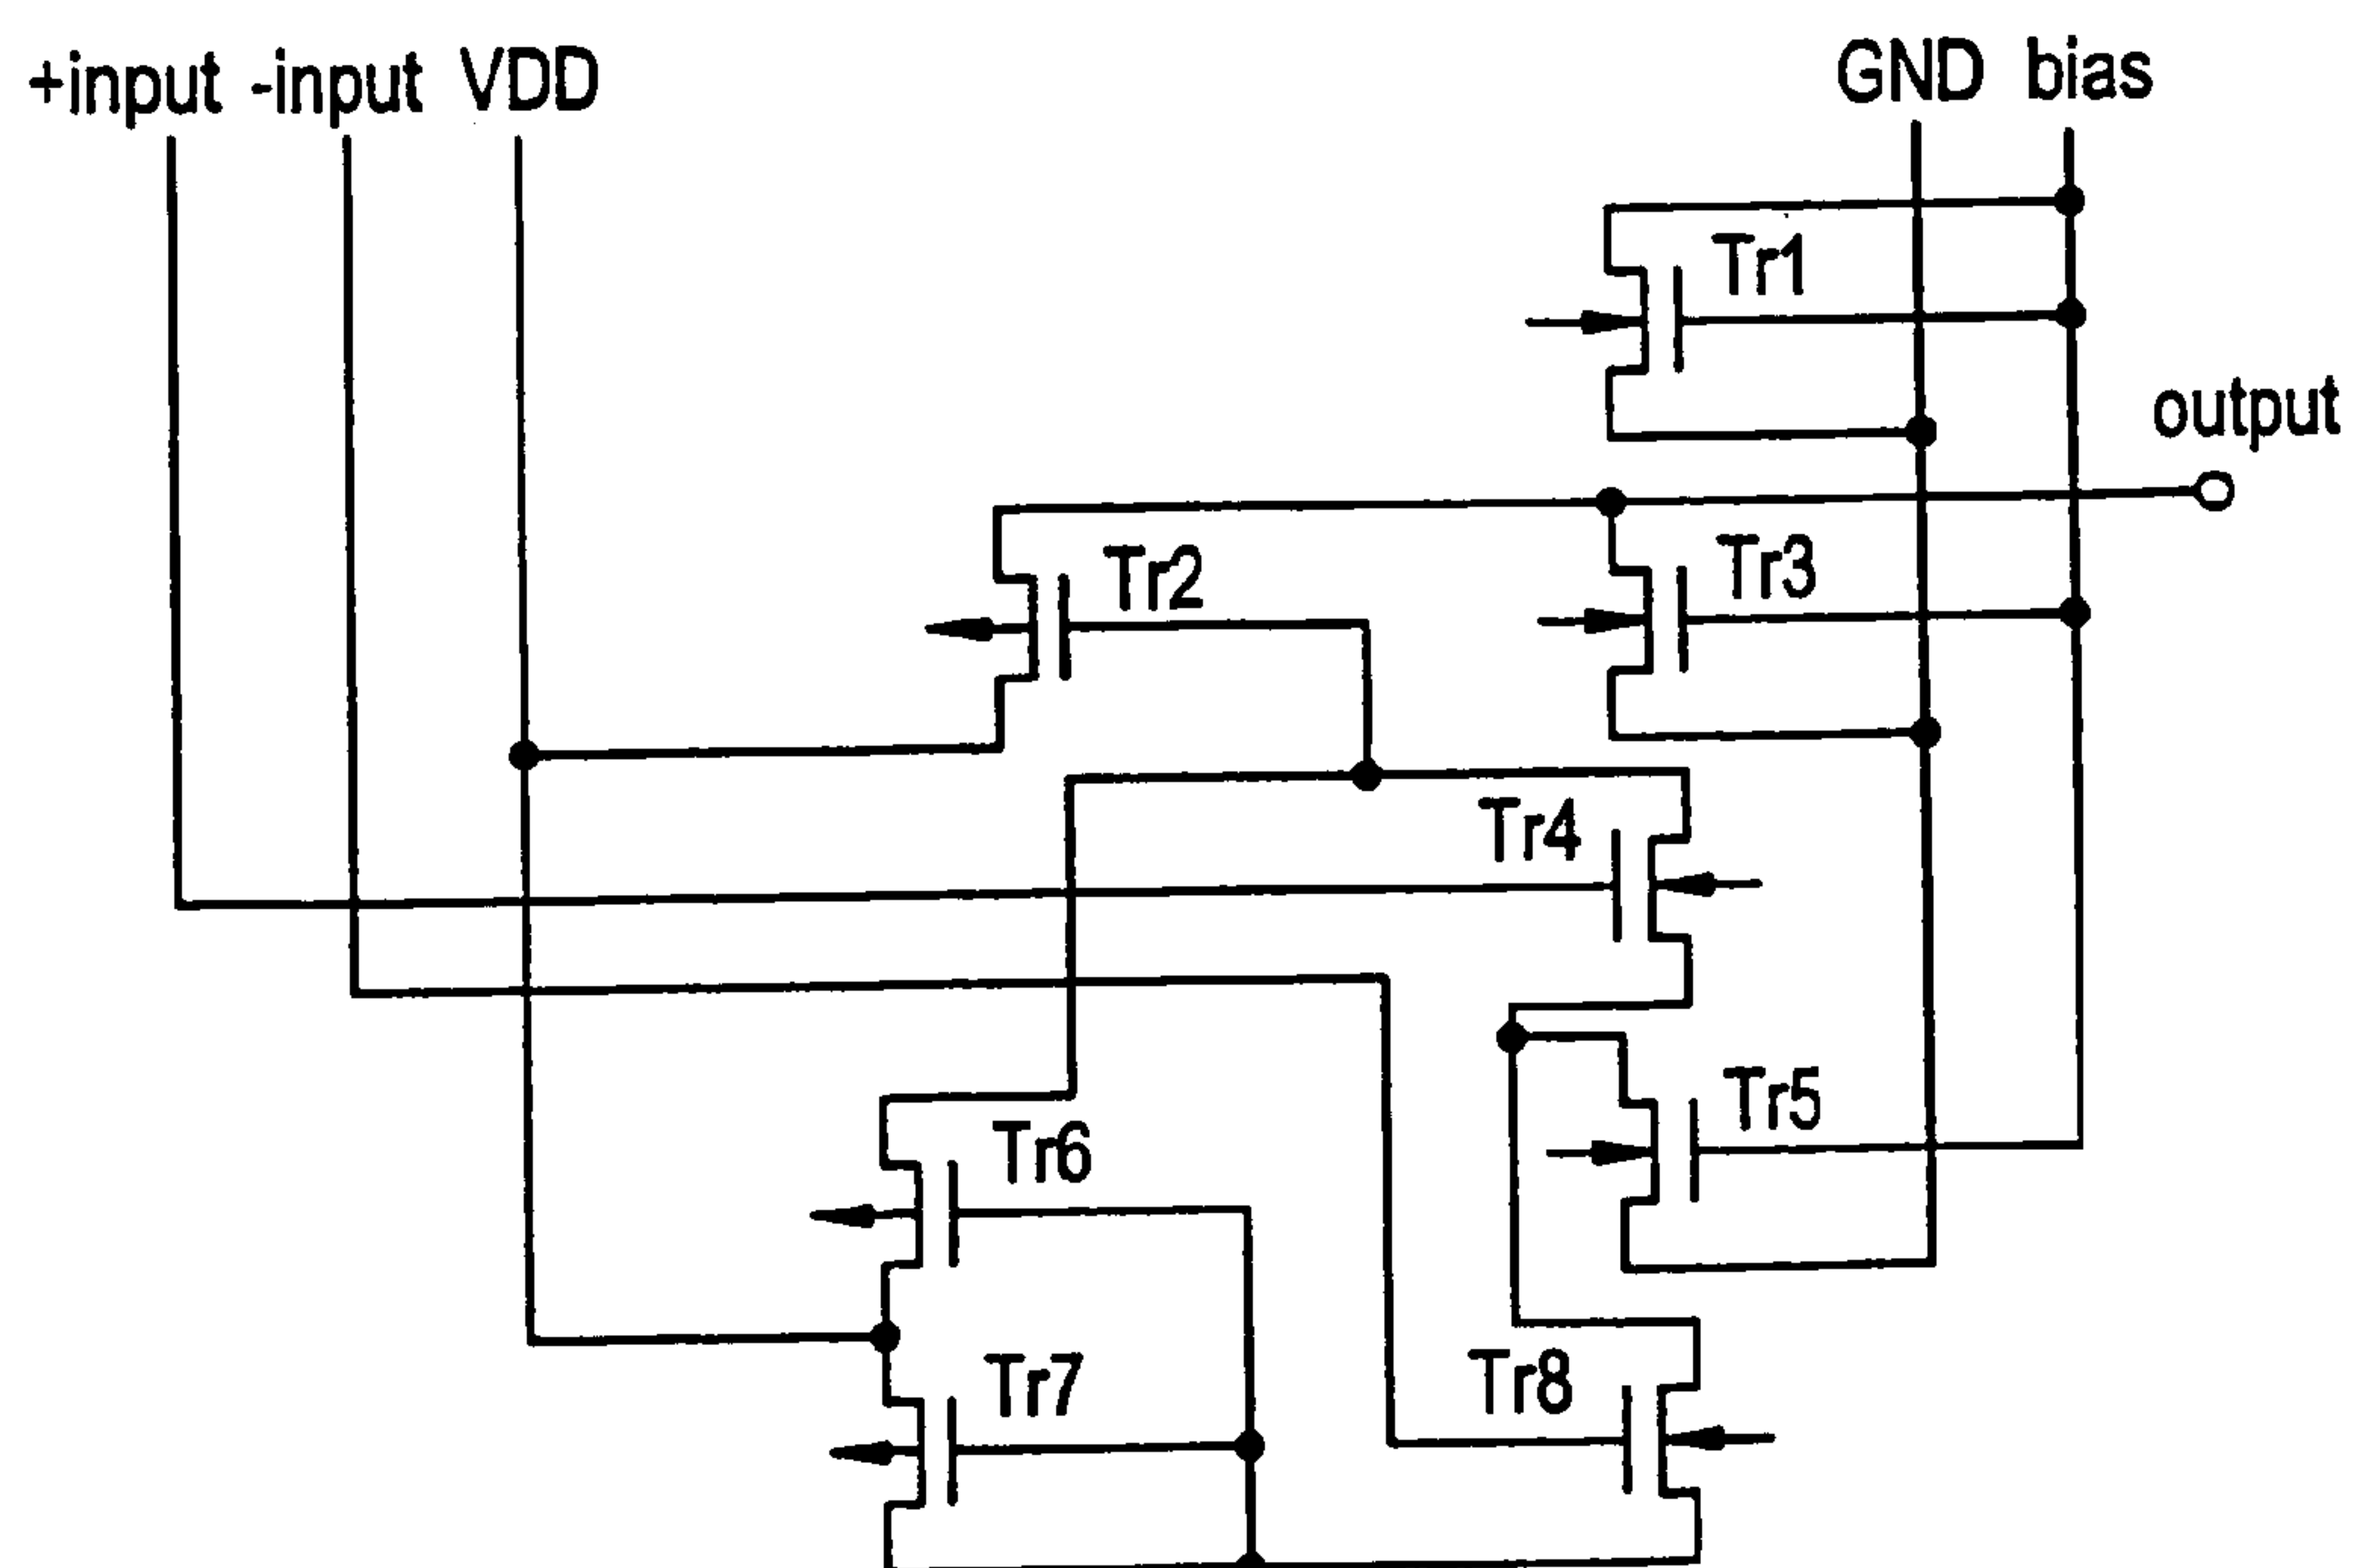 +input -input VDD GND bias
Tr1
output
Tr2 Tr3
Tr4
Tr5
Tr6
Tr7 Tr8